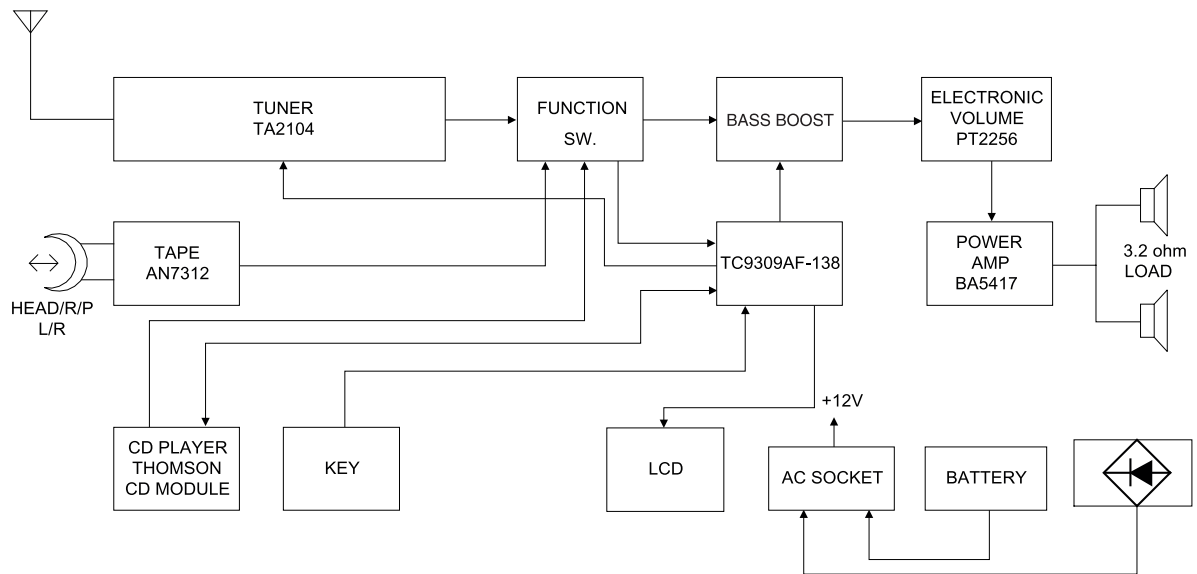 TUNER
TA2104
FUNCTION
SW.
BASS BOOST
ELECTRONIC
VOLUME
PT2256
TAPE
AN7312
HEAD/R/P
L/R
TC9309AF-138
POWER
AMP
BA5417
3.2 ohm
LOAD
CD PLAYER
THOMSON
CD MODULE
KEY
LCD
+12V
AC SOCKET
BATTERY